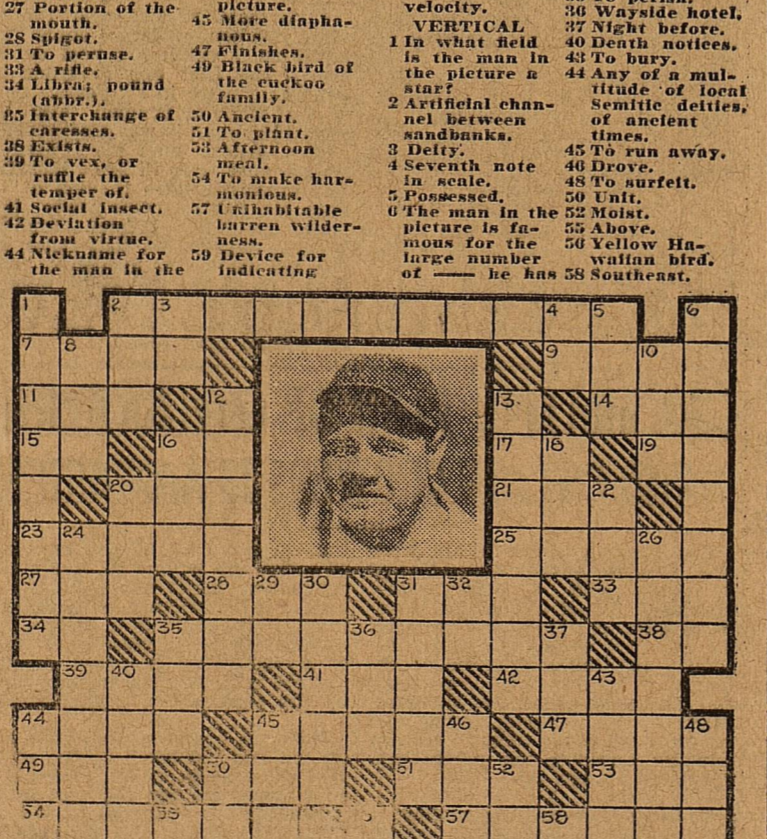 27 Portion of the
mouth.
28 Spigot.
31 To peruse.
33 A rifle.
34 Libra; pound
(abbr.).
35 Interchange of
caresses.
38 Exists.
39 To vex, or
ruffle the
temper of.
41 Social insect.
42 Deviation
from virtue.
44 Nickname for
the man in the
picture.
45 More diapha-
nous.
47 Finishes.
49 Black bird of
the cuckoo
family.
50 Ancient.
51 To plant.
53 Afternoon
meal.
54 To make har-
monious.
57 Uninhabitable
barren wilder-
ness.
59 Device for
indicating
velocity.
VERTICAL
1 In what field
is the man in
the picture a
star?
2 Artificial chan-
nel between
sandbanks.
3 Deity.
4 Seventh note
in scale.
5 Possessed.
6 The man in the
picture is fa-
mous for the
large number
of — he has
36 Wayside hotel.
37 Night before.
40 Death notices.
43 To bury.
44 Any of a mul-
titude of local
Semitic deities,
of ancient
times.
45 To run away.
46 Drove.
48 To surfeit.
50 Unit.
52 Moist.
55 Above.
56 Yellow Ha-
waiian bird.
58 Southeast.
1 2 3 4 5 6
7 8 9 10
11 12 13 14
15 16 17 18 19
20 21 22
23 24 25 26
27 28 29 30 31 32 33
34 35 36 37 38
39 40 41 42 43
44 45 46 47 48
49 50 51 52 53
54 55 57 58